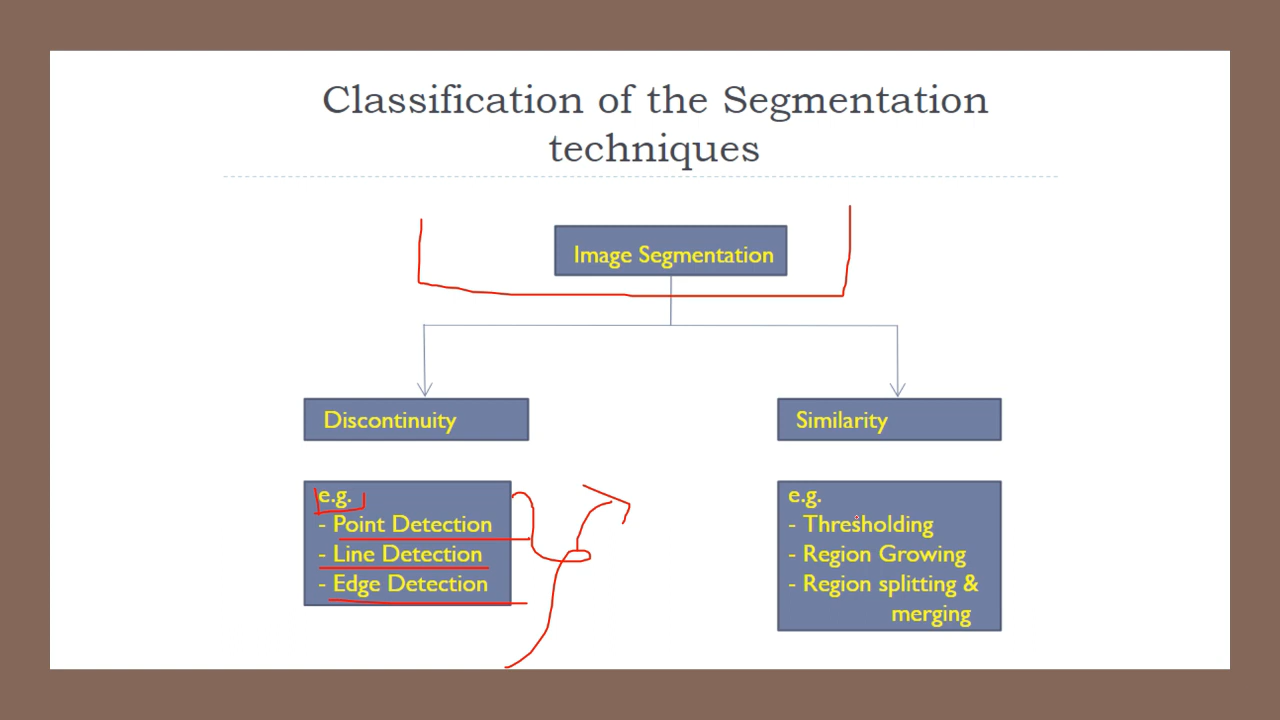 Classification of the Segmentation
techniques
Image Segmentation
Discontinuity
Similarity
e.g.
- Point Detection
- Line Detection
- Edge Detection
e.g.
- Thresholding
- Region Growing
- Region splitting &
merging